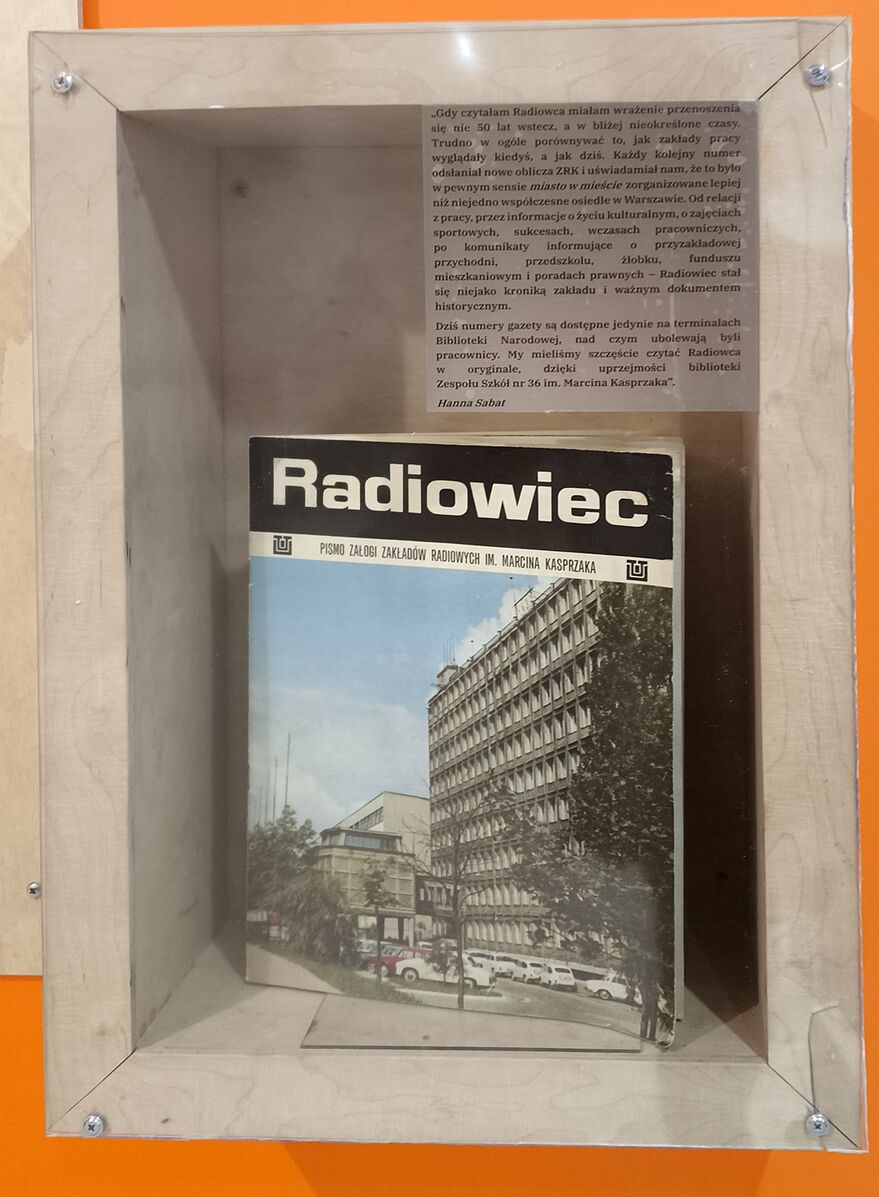 „Gdy czytałam Radiowca miałam wrażenie przenoszenia
się nie 50 lat wstecz, a w bliżej nieokreślone czasy.
Trudno w ogóle porównywać to, jak zakłady pracy
wyglądały kiedyś, a jak dziś. Każdy kolejny numer
odsłaniał nowe oblicza ZRK i uświadamiał nam, że to było
w pewnym sensie miasto w mieście zorganizowane lepiej
niż niejedno współczesne osiedle w Warszawie. Od relacji
z pracy, przez informacje o życiu kulturalnym, o zajęciach
sportowych, sukcesach, wczasach pracowniczych,
po komunikaty informujące o przyzakładowej
przychodni, przedszkolu, żłobku, funduszu
mieszkaniowym i poradach prawnych – Radiowiec stał
się niejako kroniką zakładu i ważnym dokumentem
historycznym.
Dziś numery gazety są dostępne jedynie na terminalach
Biblioteki Narodowej, nad czym ubolewają byli
pracownicy. My mieliśmy szczęście czytać Radiowca
w oryginale, dzięki uprzejmości biblioteki
Zespołu Szkół nr 36 im. Marcina Kasprzaka”.
Hanna Sabat
Radiowiec
PISMO ZAŁOGI ZAKŁADÓW RADIOWYCH IM. MARCINA KASPRZAKA